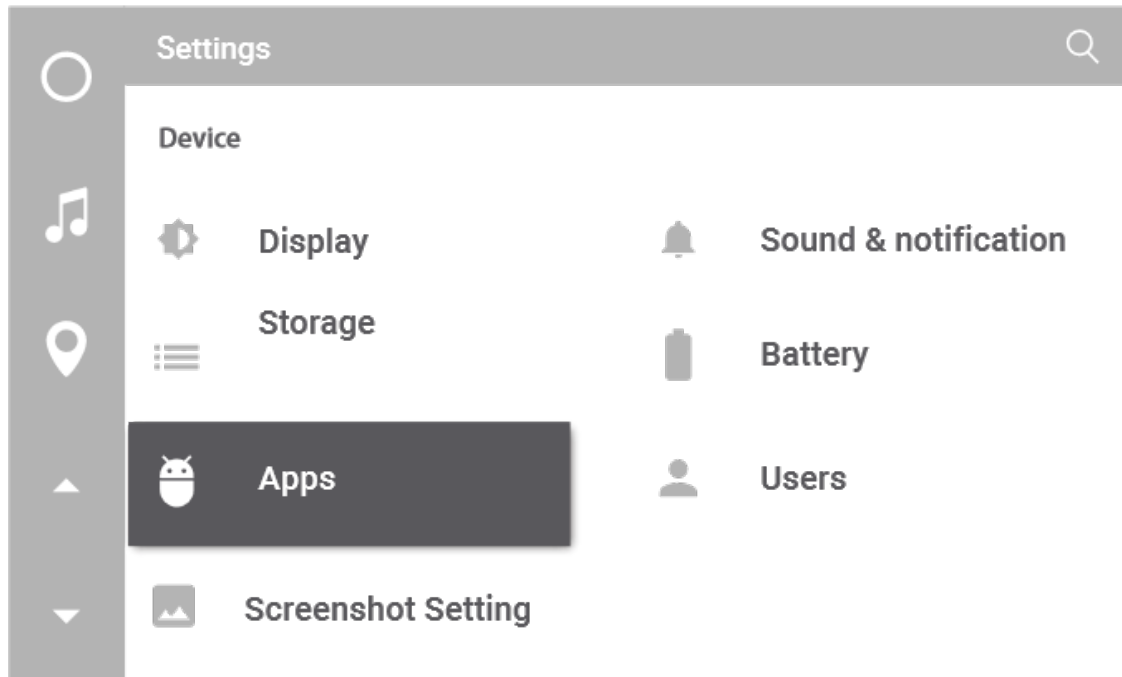 Settings
Device
Display
Sound & notification
Storage
Battery
Apps
Users
Screenshot Setting